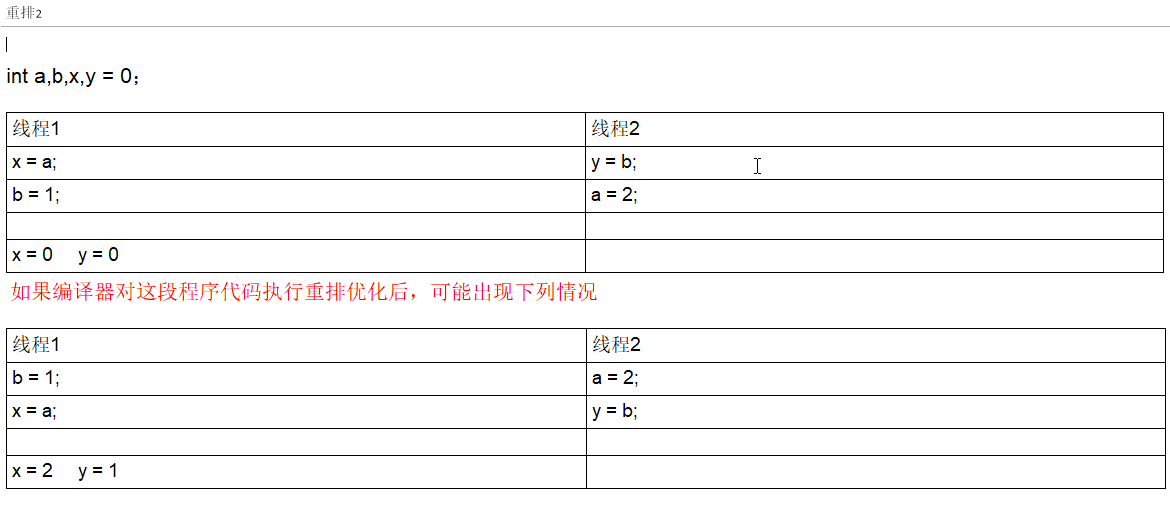 重排2
int a,b,x,y = 0；
线程1 线程2
x = a; y = b;
b = 1; a = 2;
x = 0 y = 0
如果编译器对这段程序代码执行重排优化后，可能出现下列情况
线程1 线程2
b = 1; a = 2;
x = a; y = b;
x = 2 y = 1